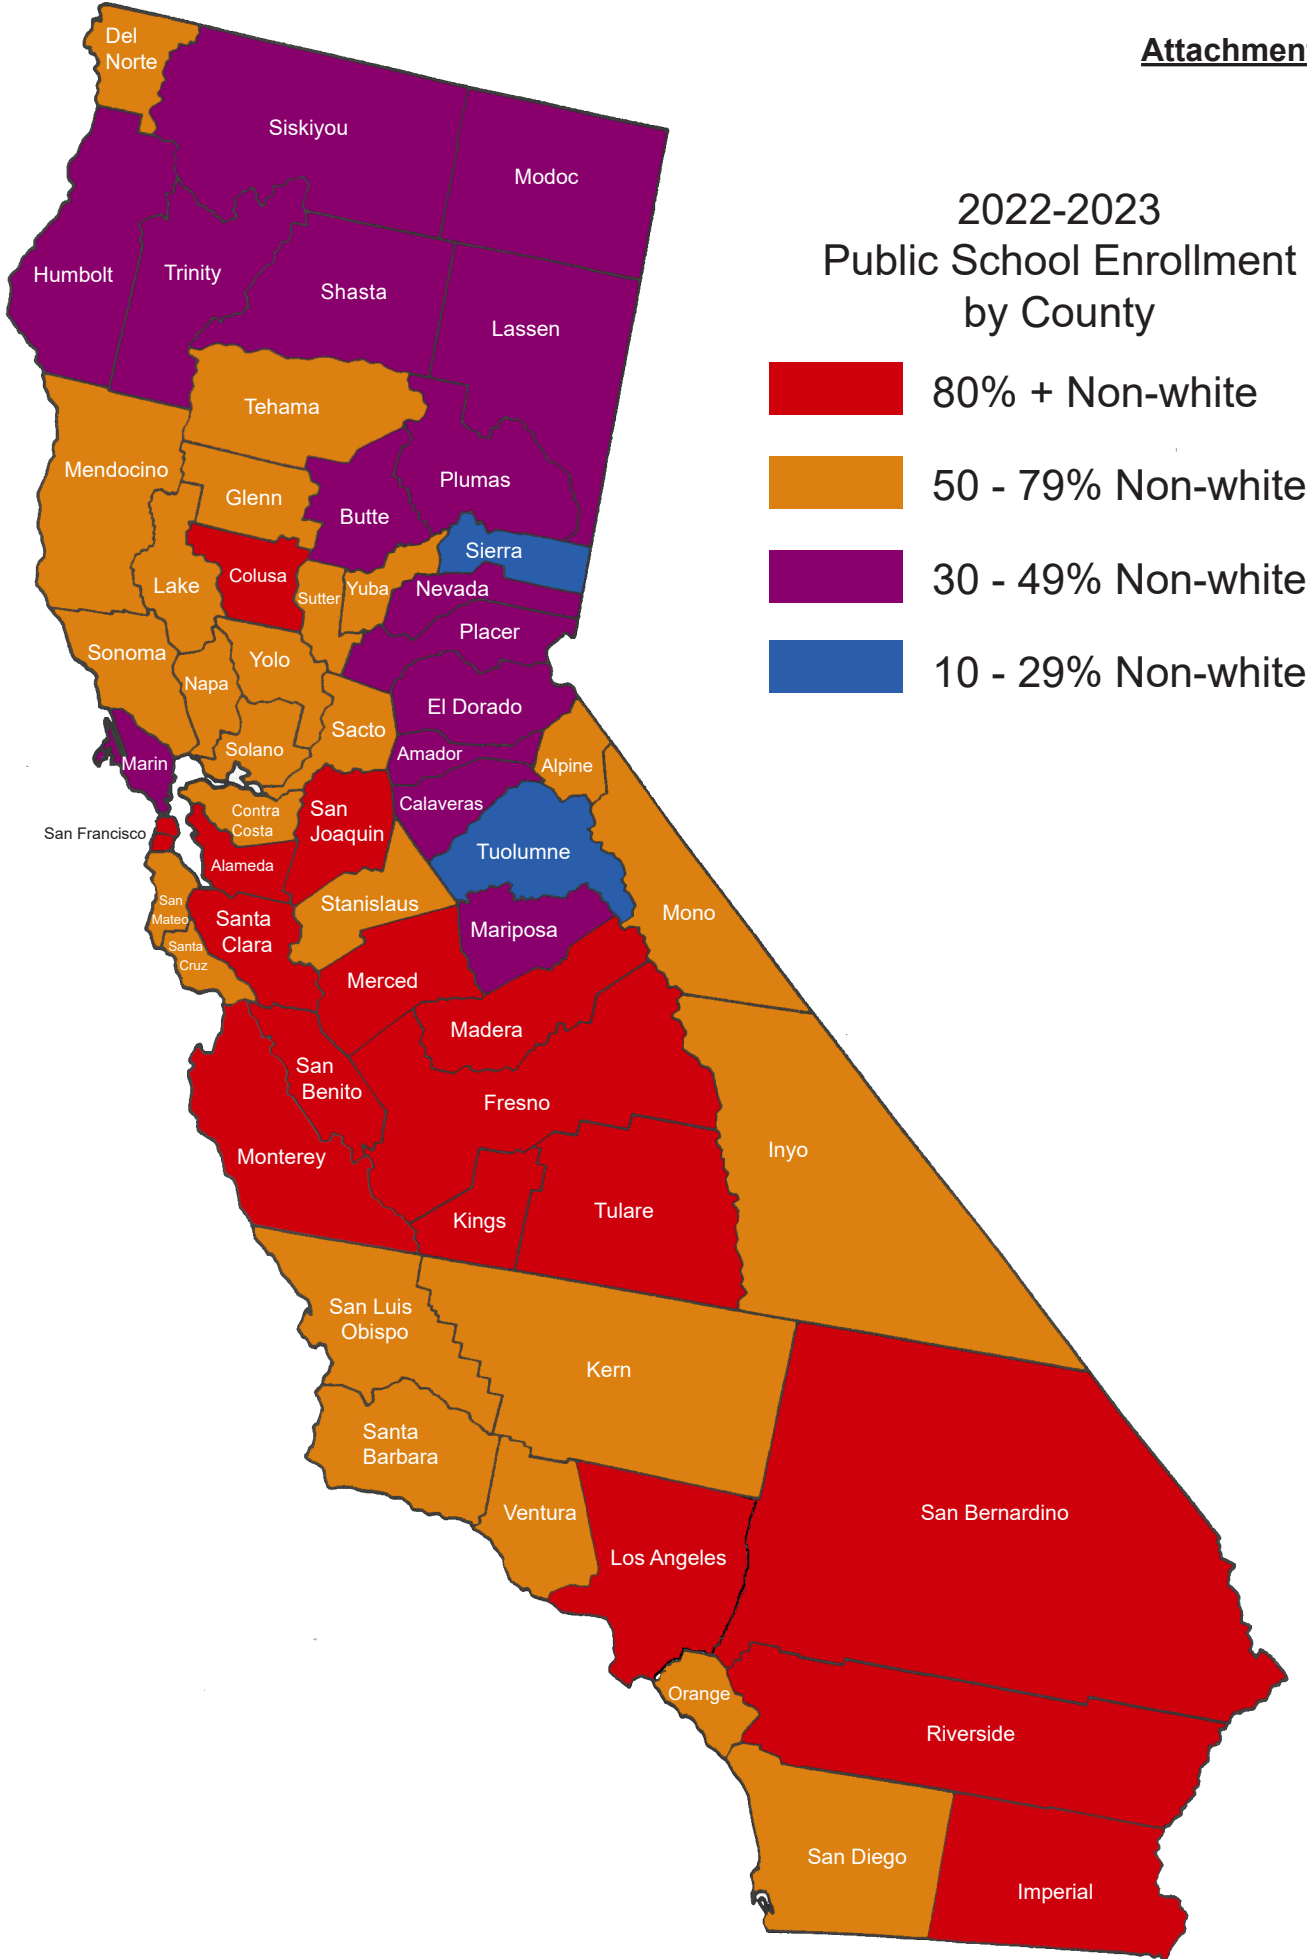 Attachment
2022-2023
Public School Enrollment
by County
80% + Non-white
50 - 79% Non-white
30 - 49% Non-white
10 - 29% Non-white
Del
Norte
Siskiyou
Modoc
Humbolt
Trinity
Shasta
Lassen
Tehama
Mendocino
Glenn
Plumas
Butte
Lake
Colusa
Sierra
Sutter
Yuba
Nevada
Placer
Sonoma
Yolo
Napa
El Dorado
Sacto
Solano
Amador
Marin
Alpine
Calaveras
Contra
Costa
San
Joaquin
San Francisco
Tuolumne
Alameda
Stanislaus
San
Mateo
Santa
Clara
Mono
Mariposa
Santa
Cruz
Merced
Madera
San
Benito
Fresno
Inyo
Monterey
Kings
Tulare
San Luis
Obispo
Kern
Santa
Barbara
Ventura
San Bernardino
Los Angeles
Orange
Riverside
San Diego
Imperial